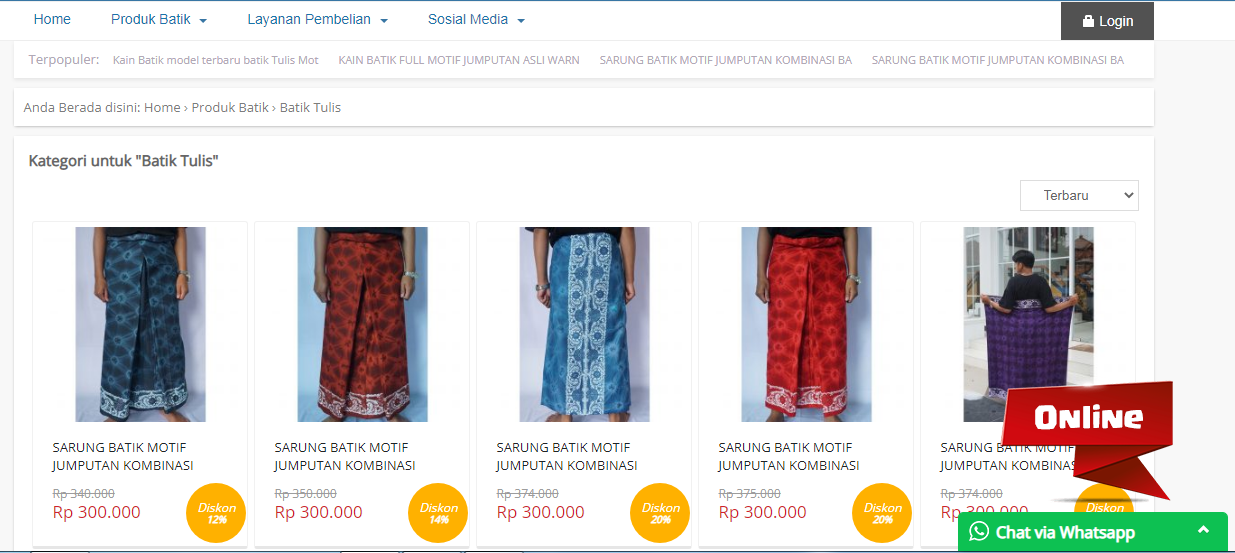 Home Produk Batik Layanan Pembelian Sosial Media Login
Terpopuler: Kain Batik model terbaru batik Tulis Mot KAIN BATIK FULL MOTIF JUMPUTAN ASLI WARN SARUNG BATIK MOTIF JUMPUTAN KOMBINASI BA SARUNG BATIK MOTIF JUMPUTAN KOMBINASI BA
Anda Berada disini: Home › Produk Batik › Batik Tulis
Kategori untuk "Batik Tulis"
Terbaru
SARUNG BATIK MOTIF
JUMPUTAN KOMBINASI
Rp 340.000
Rp 300.000
Diskon
12%
SARUNG BATIK MOTIF
JUMPUTAN KOMBINASI
Rp 350.000
Rp 300.000
Diskon
14%
SARUNG BATIK MOTIF
JUMPUTAN KOMBINASI
Rp 374.000
Rp 300.000
Diskon
20%
SARUNG BATIK MOTIF
JUMPUTAN KOMBINASI
Rp 375.000
Rp 300.000
Diskon
20%
SARUNG BATIK MOTIF
JUMPUTAN KOMBINASI
Rp 374.000
Rp 300.000
Diskon
Online
Chat via Whatsapp